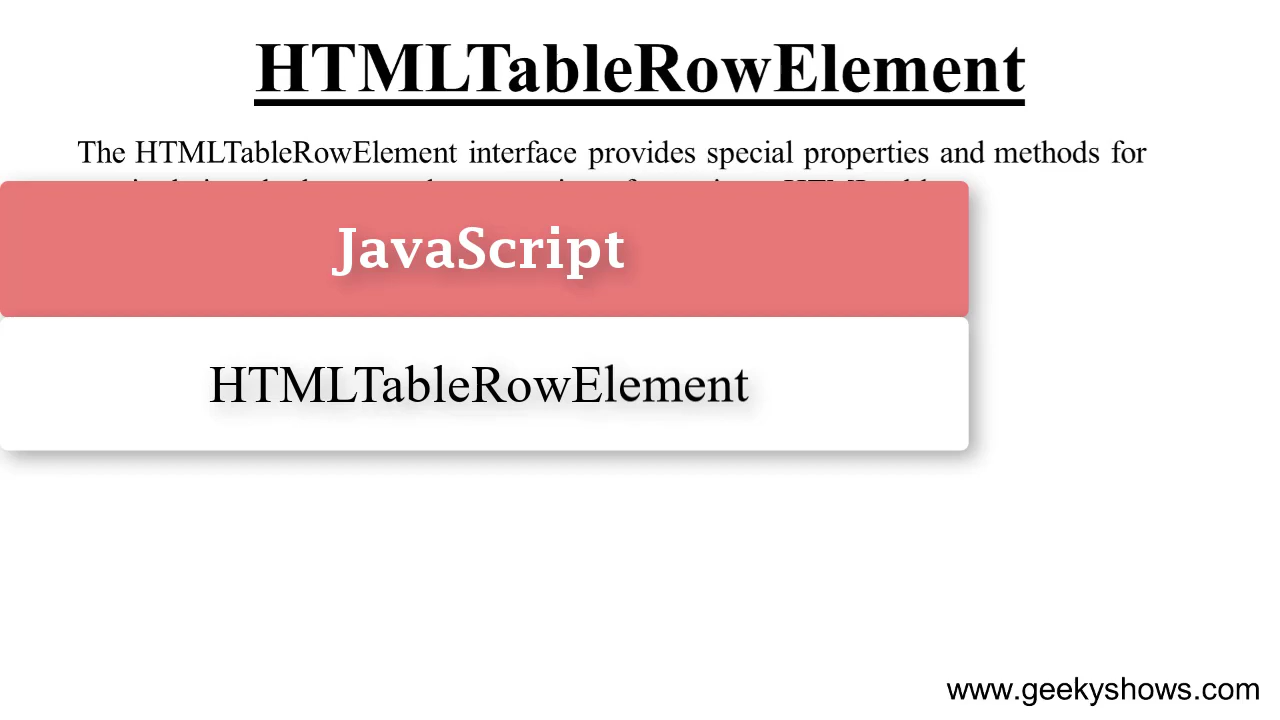 HTMLTableRowElement
The HTMLTableRowElement interface provides special properties and methods for
JavaScript
HTMLTableRowElement
www.geekyshows.com